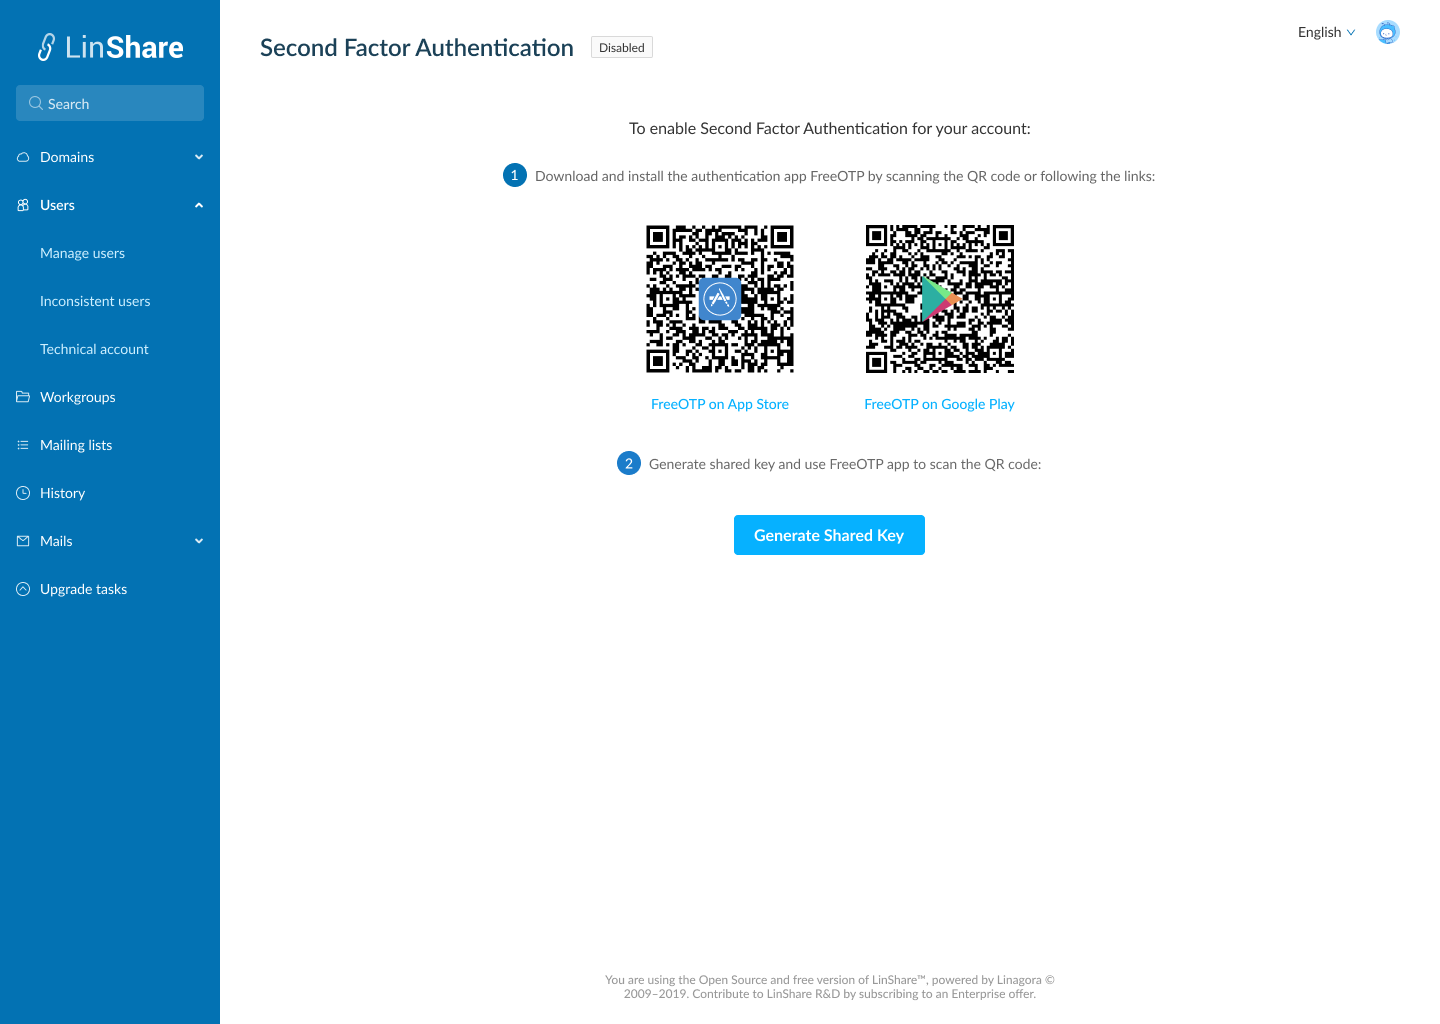 LinShare
Search
Domains
Users
Manage users
Inconsistent users
Technical account
Workgroups
Mailing lists
History
Mails
Upgrade tasks
Second Factor Authentication
Disabled
English
To enable Second Factor Authentication for your account:
1 Download and install the authentication app FreeOTP by scanning the QR code or following the links:
FreeOTP on App Store
FreeOTP on Google Play
2 Generate shared key and use FreeOTP app to scan the QR code:
Generate Shared Key
You are using the Open Source and free version of LinShare™, powered by Linagora ©
2009–2019. Contribute to LinShare R&D by subscribing to an Enterprise offer.